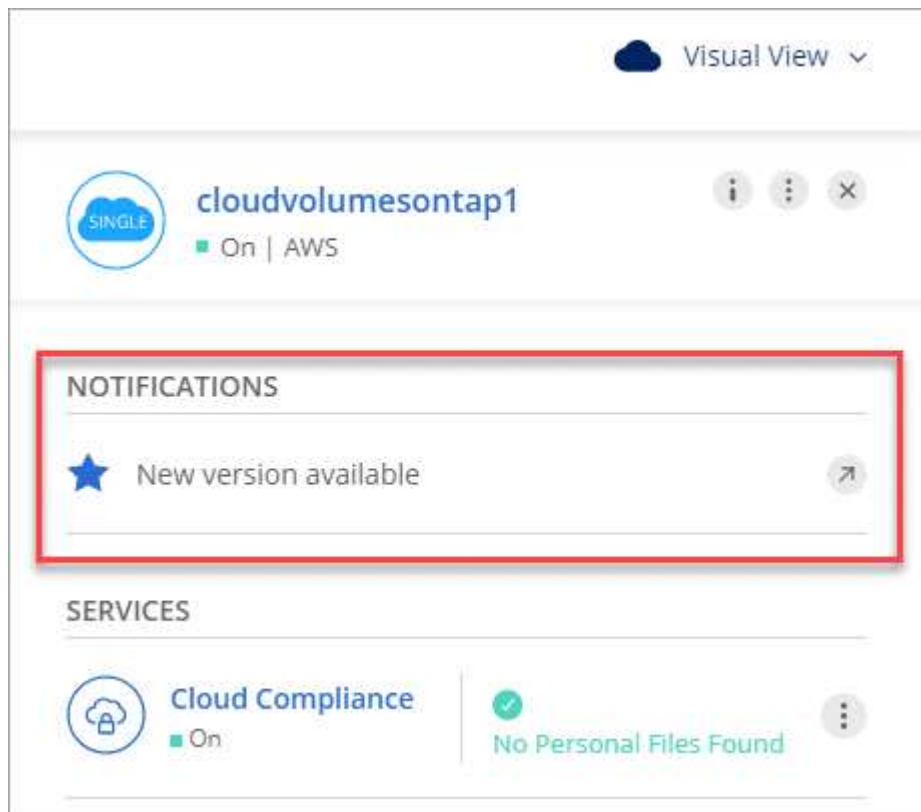 Visual View
SINGLE
cloudvolumesontap1
On | AWS
NOTIFICATIONS
New version available
SERVICES
Cloud Compliance
On
No Personal Files Found